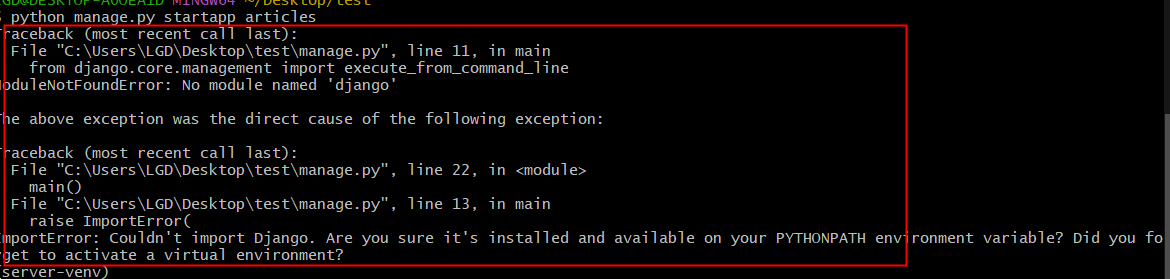 LGD@DESKTOP-A0OEA1D MINGW64 ~/Desktop/test
$ python manage.py startapp articles
Traceback (most recent call last):
File "C:\Users\LGD\Desktop\test\manage.py", line 11, in main
from django.core.management import execute_from_command_line
ModuleNotFoundError: No module named 'django'
The above exception was the direct cause of the following exception:
Traceback (most recent call last):
File "C:\Users\LGD\Desktop\test\manage.py", line 22, in <module>
main()
File "C:\Users\LGD\Desktop\test\manage.py", line 13, in main
raise ImportError(
ImportError: Couldn't import Django. Are you sure it's installed and available on your PYTHONPATH environment variable? Did you fo
rget to activate a virtual environment?
(server-venv)